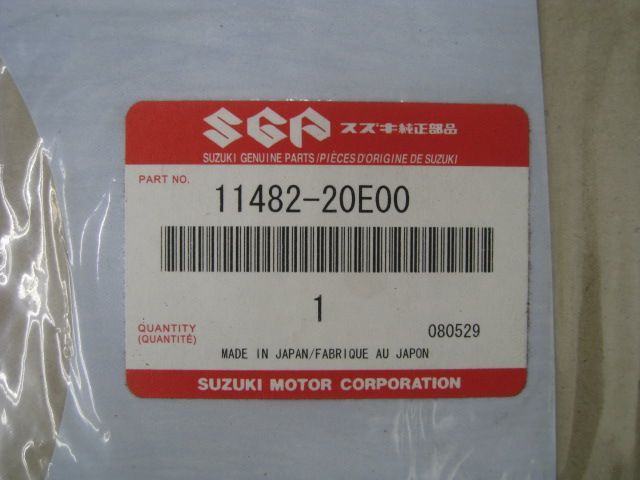 SGP スズキ純正部品
SUZUKI GENUINE PARTS/PIÈCES D'ORIGINE DE SUZUKI
PART NO. 11482-20E00
1
QUANTITY
(QUANTITÉ)
080529
MADE IN JAPAN/FABRIQUE AU JAPON
SUZUKI MOTOR CORPORATION